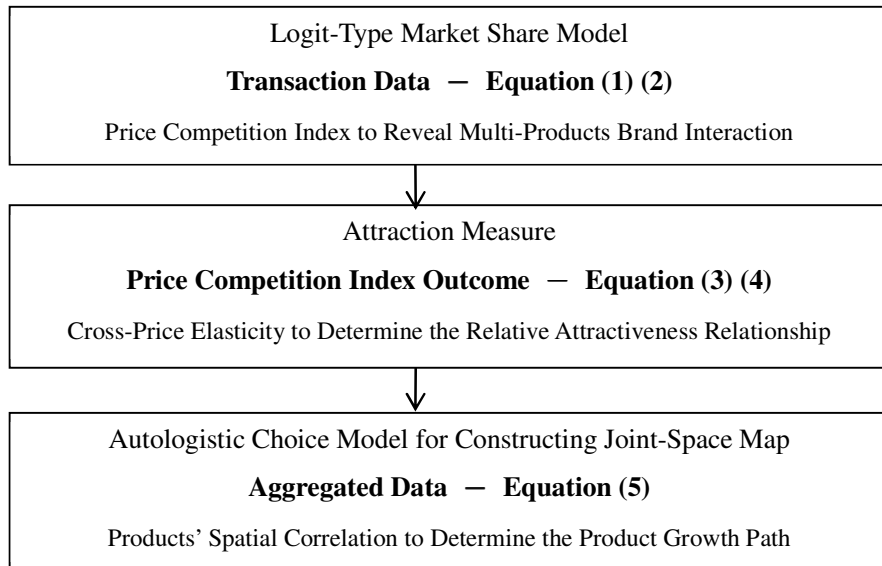 Logit-Type Market Share Model
Transaction Data － Equation (1) (2)
Price Competition Index to Reveal Multi-Products Brand Interaction
Attraction Measure
Price Competition Index Outcome － Equation (3) (4)
Cross-Price Elasticity to Determine the Relative Attractiveness Relationship
Autologistic Choice Model for Constructing Joint-Space Map
Aggregated Data － Equation (5)
Products’ Spatial Correlation to Determine the Product Growth Path